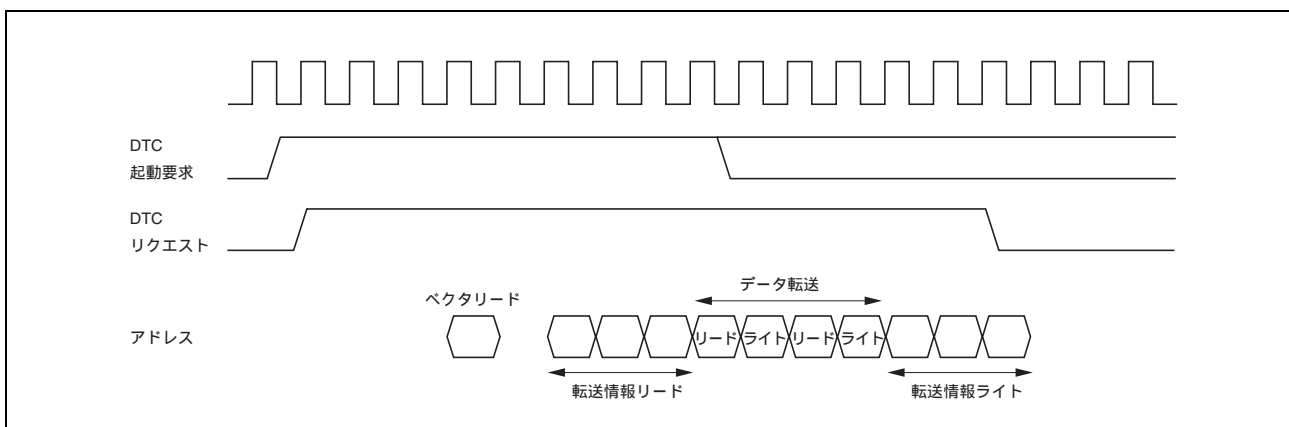 DTC
起動要求
DTC
リクエスト
データ転送
ベクタリード
アドレス
リード ライト リード ライト
転送情報リード
転送情報ライト